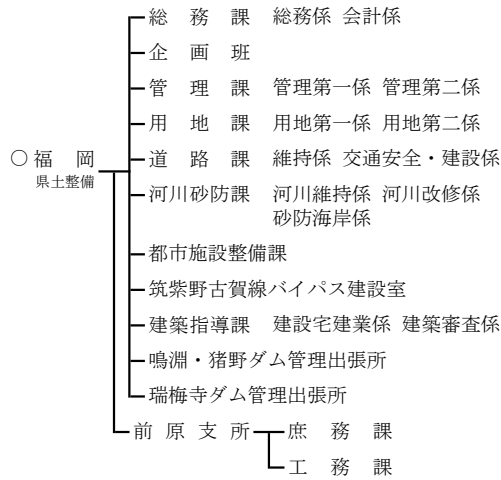 総務課 総務係 会計係
企画班
管理課 管理第一係 管理第二係
用地課 用地第一係 用地第二係
○福岡
県土整備
道路課 維持係 交通安全・建設係
河川砂防課 河川維持係 河川改修係
砂防海岸係
都市施設整備課
筑紫野古賀線バイパス建設室
建築指導課 建設宅建業係 建築審査係
鳴淵・猪野ダム管理出張所
瑞梅寺ダム管理出張所
前原支所 庶務課
工務課